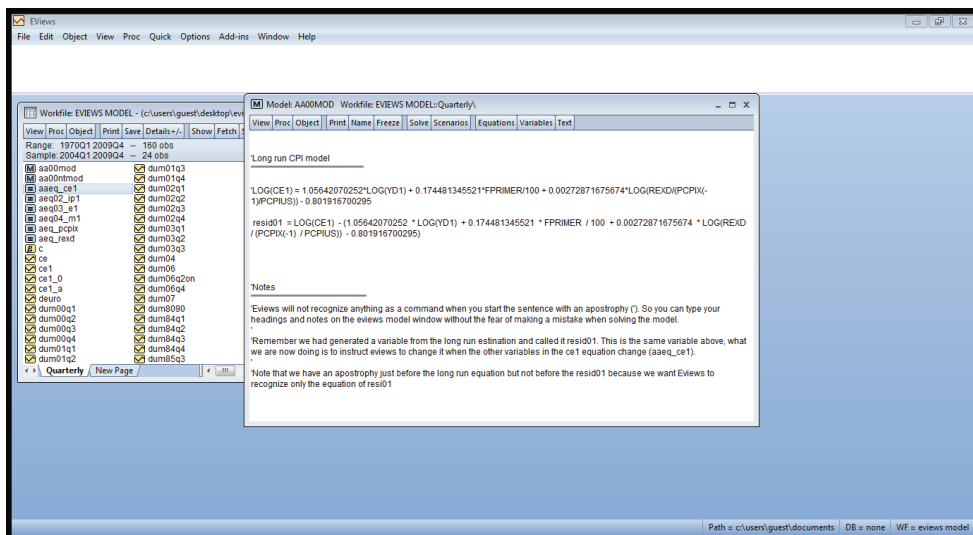 EViews
File Edit Object View Proc Quick Options Add-ins Window Help
Workfile: EVIEWS MODEL - (c:\users\guest\desktop\evi
View Proc Object Print Save Details+/- Show Fetch S
Range: 1970Q1 2009Q4 -- 160 obs
Sample: 2004Q1 2009Q4 -- 24 obs
aa00mod dum01q3
aa00ntmod dum01q4
aaeq_ce1 dum02q1
aeq02_ip1 dum02q2
aeq03_e1 dum02q3
aeq04_m1 dum02q4
aeq_pcpix dum03q1
aeq_rexd dum03q2
c dum03q3
ce dum04
ce1 dum06
ce1_0 dum06q2on
ce1_a dum06q4
deuro dum07
dum00q1 dum8090
dum00q2 dum84q1
dum00q3 dum84q2
dum00q4 dum84q3
dum01q1 dum84q4
dum01q2 dum85q3
Quarterly New Page
Model: AA00MOD Workfile: EVIEWS MODEL::Quarterly\
View Proc Object Print Name Freeze Solve Scenarios Equations Variables Text
'Long run CPI model
'LOG(CE1) = 1.05642070252*LOG(YD1) + 0.174481345521*FPRIMER/100 + 0.00272871675674*LOG(REXD/(PCPIX(-
1)/PCPIUS)) - 0.801916700295
resid01 = LOG(CE1) - (1.05642070252 * LOG(YD1) + 0.174481345521 * FPRIMER / 100 + 0.00272871675674 * LOG(REXD
/ (PCPIX(-1) / PCPIUS)) - 0.801916700295)
'Notes
'Eviews will not recognize anything as a command when you start the sentence with an apostrophy ('). So you can type your
headings and notes on the eviews model window without the fear of making a mistake when solving the model.
'
'Remember we had generated a variable from the long run estination and called it resid01. This is the same variable above, what
we are now doing is to instruct eviews to change it when the other variables in the ce1 equation change (aaeq_ce1).
'
'Note that we have an apostrophy just before the long run equation but not before the resid01 because we want Eviews to
recognize only the equation of resi01
Path = c:\users\guest\documents DB = none WF = eviews model